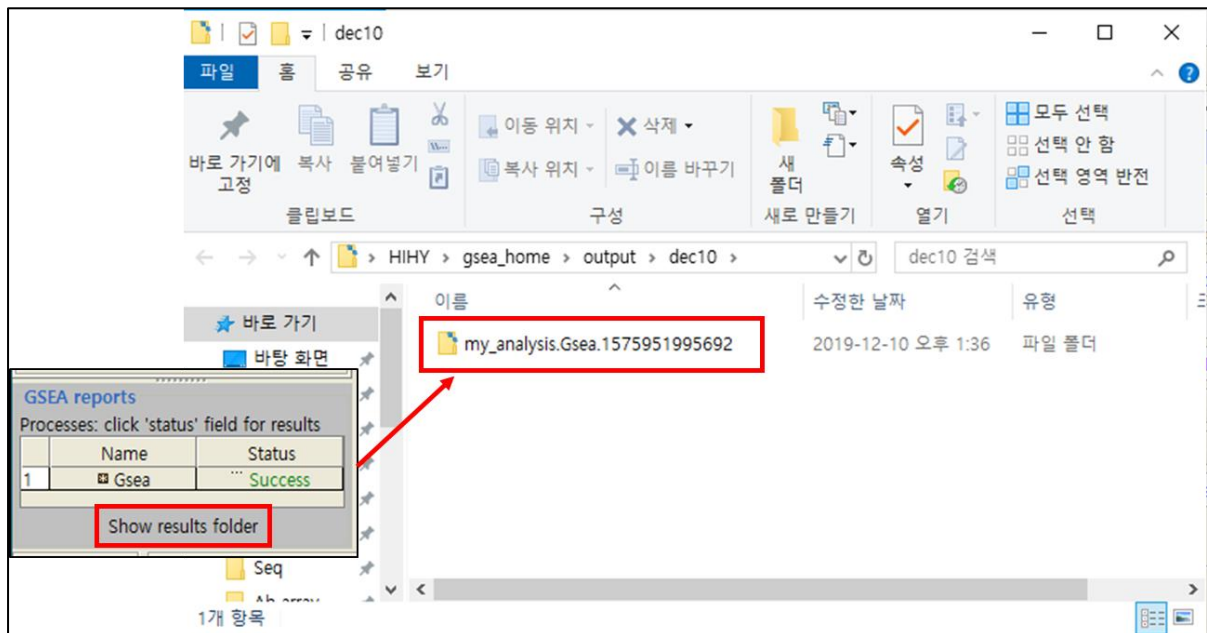 dec10
파일 홈 공유 보기
바로 가기에 고정
복사
붙여넣기
이동 위치
복사 위치
삭제
이름 바꾸기
새 폴더
속성
모두 선택
선택 안 함
선택 영역 반전
클립보드 구성 새로 만들기 열기 선택
HIHY > gsea_home > output > dec10 >
dec10 검색
이름 수정한 날짜 유형
바로 가기
바탕 화면
my_analysis.Gsea.1575951995692 2019-12-10 오후 1:36 파일 폴더
GSEA reports
Processes: click 'status' field for results
Name Status
1 Gsea ... Success
Show results folder
Seq
1개 항목